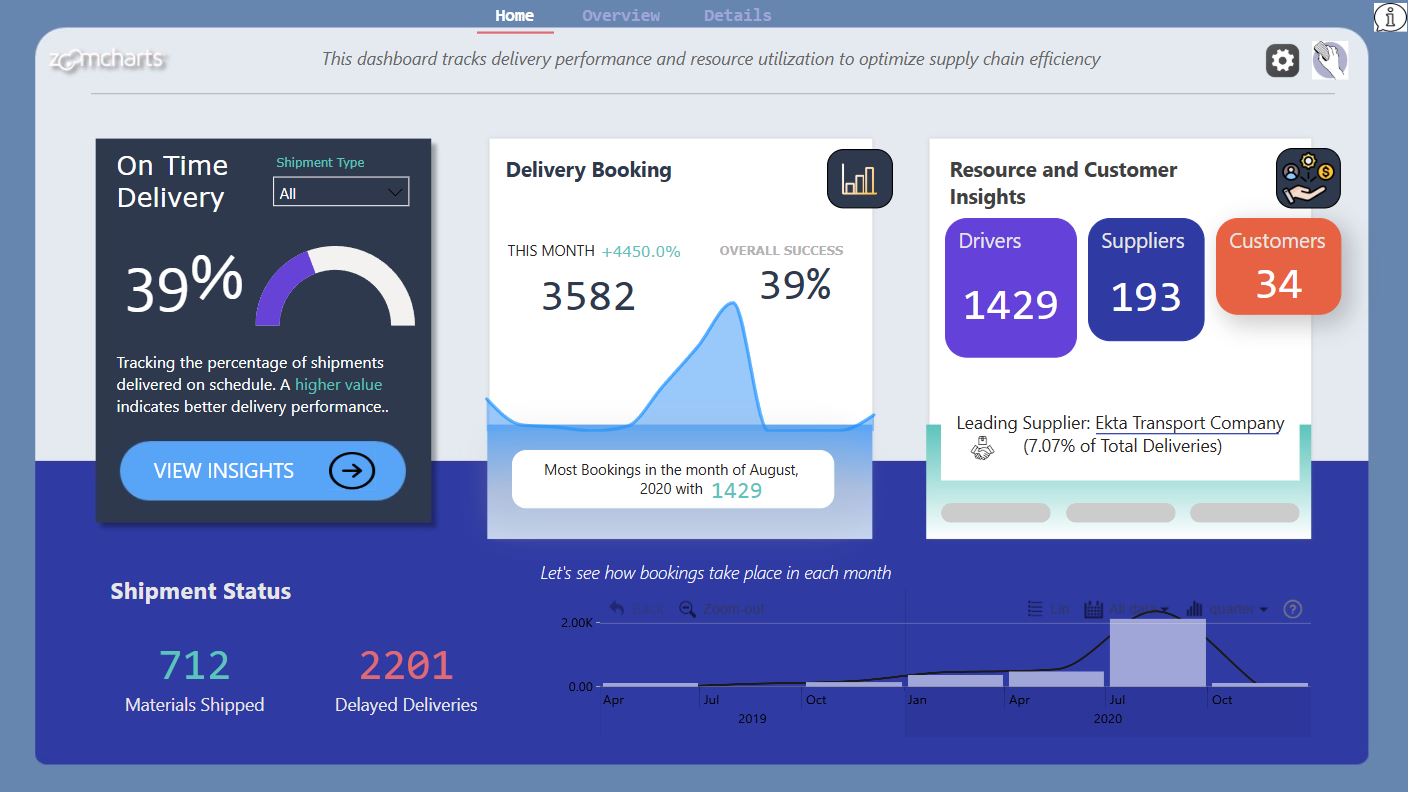 Home Overview Details
zoomcharts
This dashboard tracks delivery performance and resource utilization to optimize supply chain efficiency
On Time
Delivery
Shipment Type
All
39%
Tracking the percentage of shipments
delivered on schedule. A higher value
indicates better delivery performance..
VIEW INSIGHTS
Delivery Booking
THIS MONTH +4450.0%
3582
OVERALL SUCCESS
39%
Most Bookings in the month of August,
2020 with 1429
Resource and Customer
Insights
Drivers
1429
Suppliers
193
Customers
34
Leading Supplier: Ekta Transport Company
(7.07% of Total Deliveries)
Shipment Status
712
Materials Shipped
2201
Delayed Deliveries
Let's see how bookings take place in each month
Back Zoom-out Lin All data quarter ?
2.00K
0.00
Apr Jul Oct Jan Apr Jul Oct
2019 2020